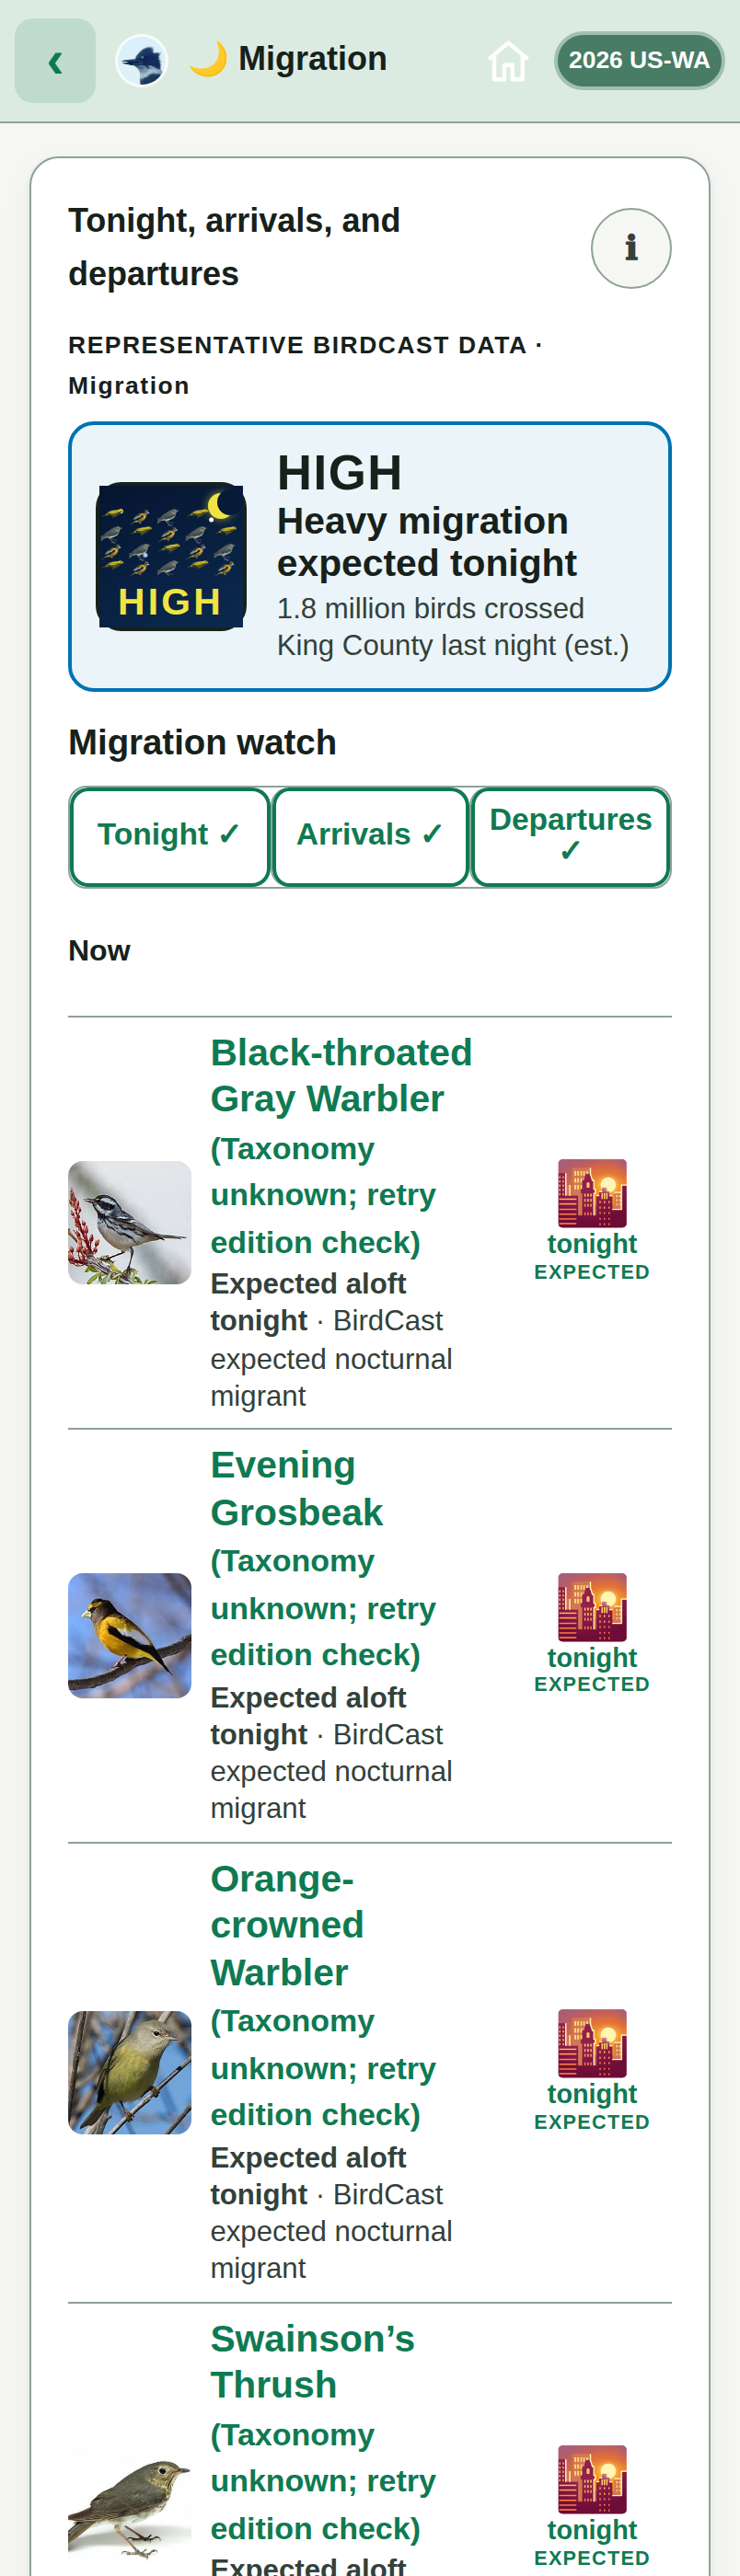 ‹ 🌙 Migration 2026 US-WA
Tonight, arrivals, and
departures
i
REPRESENTATIVE BIRDCAST DATA ·
Migration
HIGH
HIGH
Heavy migration
expected tonight
1.8 million birds crossed
King County last night (est.)
Migration watch
Tonight ✓ Arrivals ✓ Departures ✓
Now
Black-throated
Gray Warbler
(Taxonomy
unknown; retry
edition check)
Expected aloft
tonight · BirdCast
expected nocturnal
migrant
tonight
EXPECTED
Evening
Grosbeak
(Taxonomy
unknown; retry
edition check)
Expected aloft
tonight · BirdCast
expected nocturnal
migrant
tonight
EXPECTED
Orange-
crowned
Warbler
(Taxonomy
unknown; retry
edition check)
Expected aloft
tonight · BirdCast
expected nocturnal
migrant
tonight
EXPECTED
Swainson’s
Thrush
(Taxonomy
unknown; retry
edition check)
Expected aloft
tonight
EXPECTED